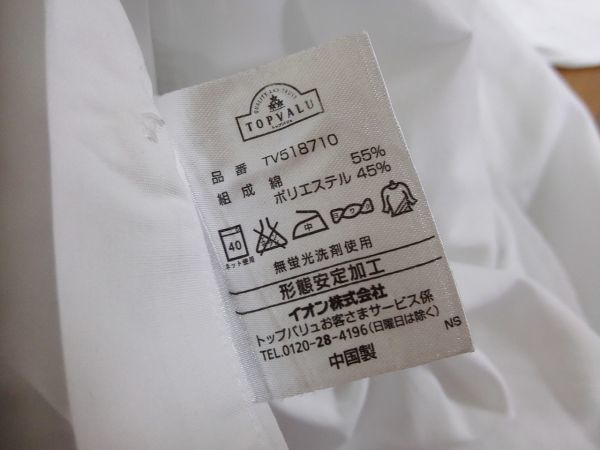 TOPVALU
品番 TV518710
組成 綿 55%
ポリエステル 45%
40 中
ネット使用
無蛍光洗剤使用
形態安定加工
イオン株式会社
トップバリュお客さまサービス係
TEL.0120-28-4196(日曜日は除く)
NS
中国製